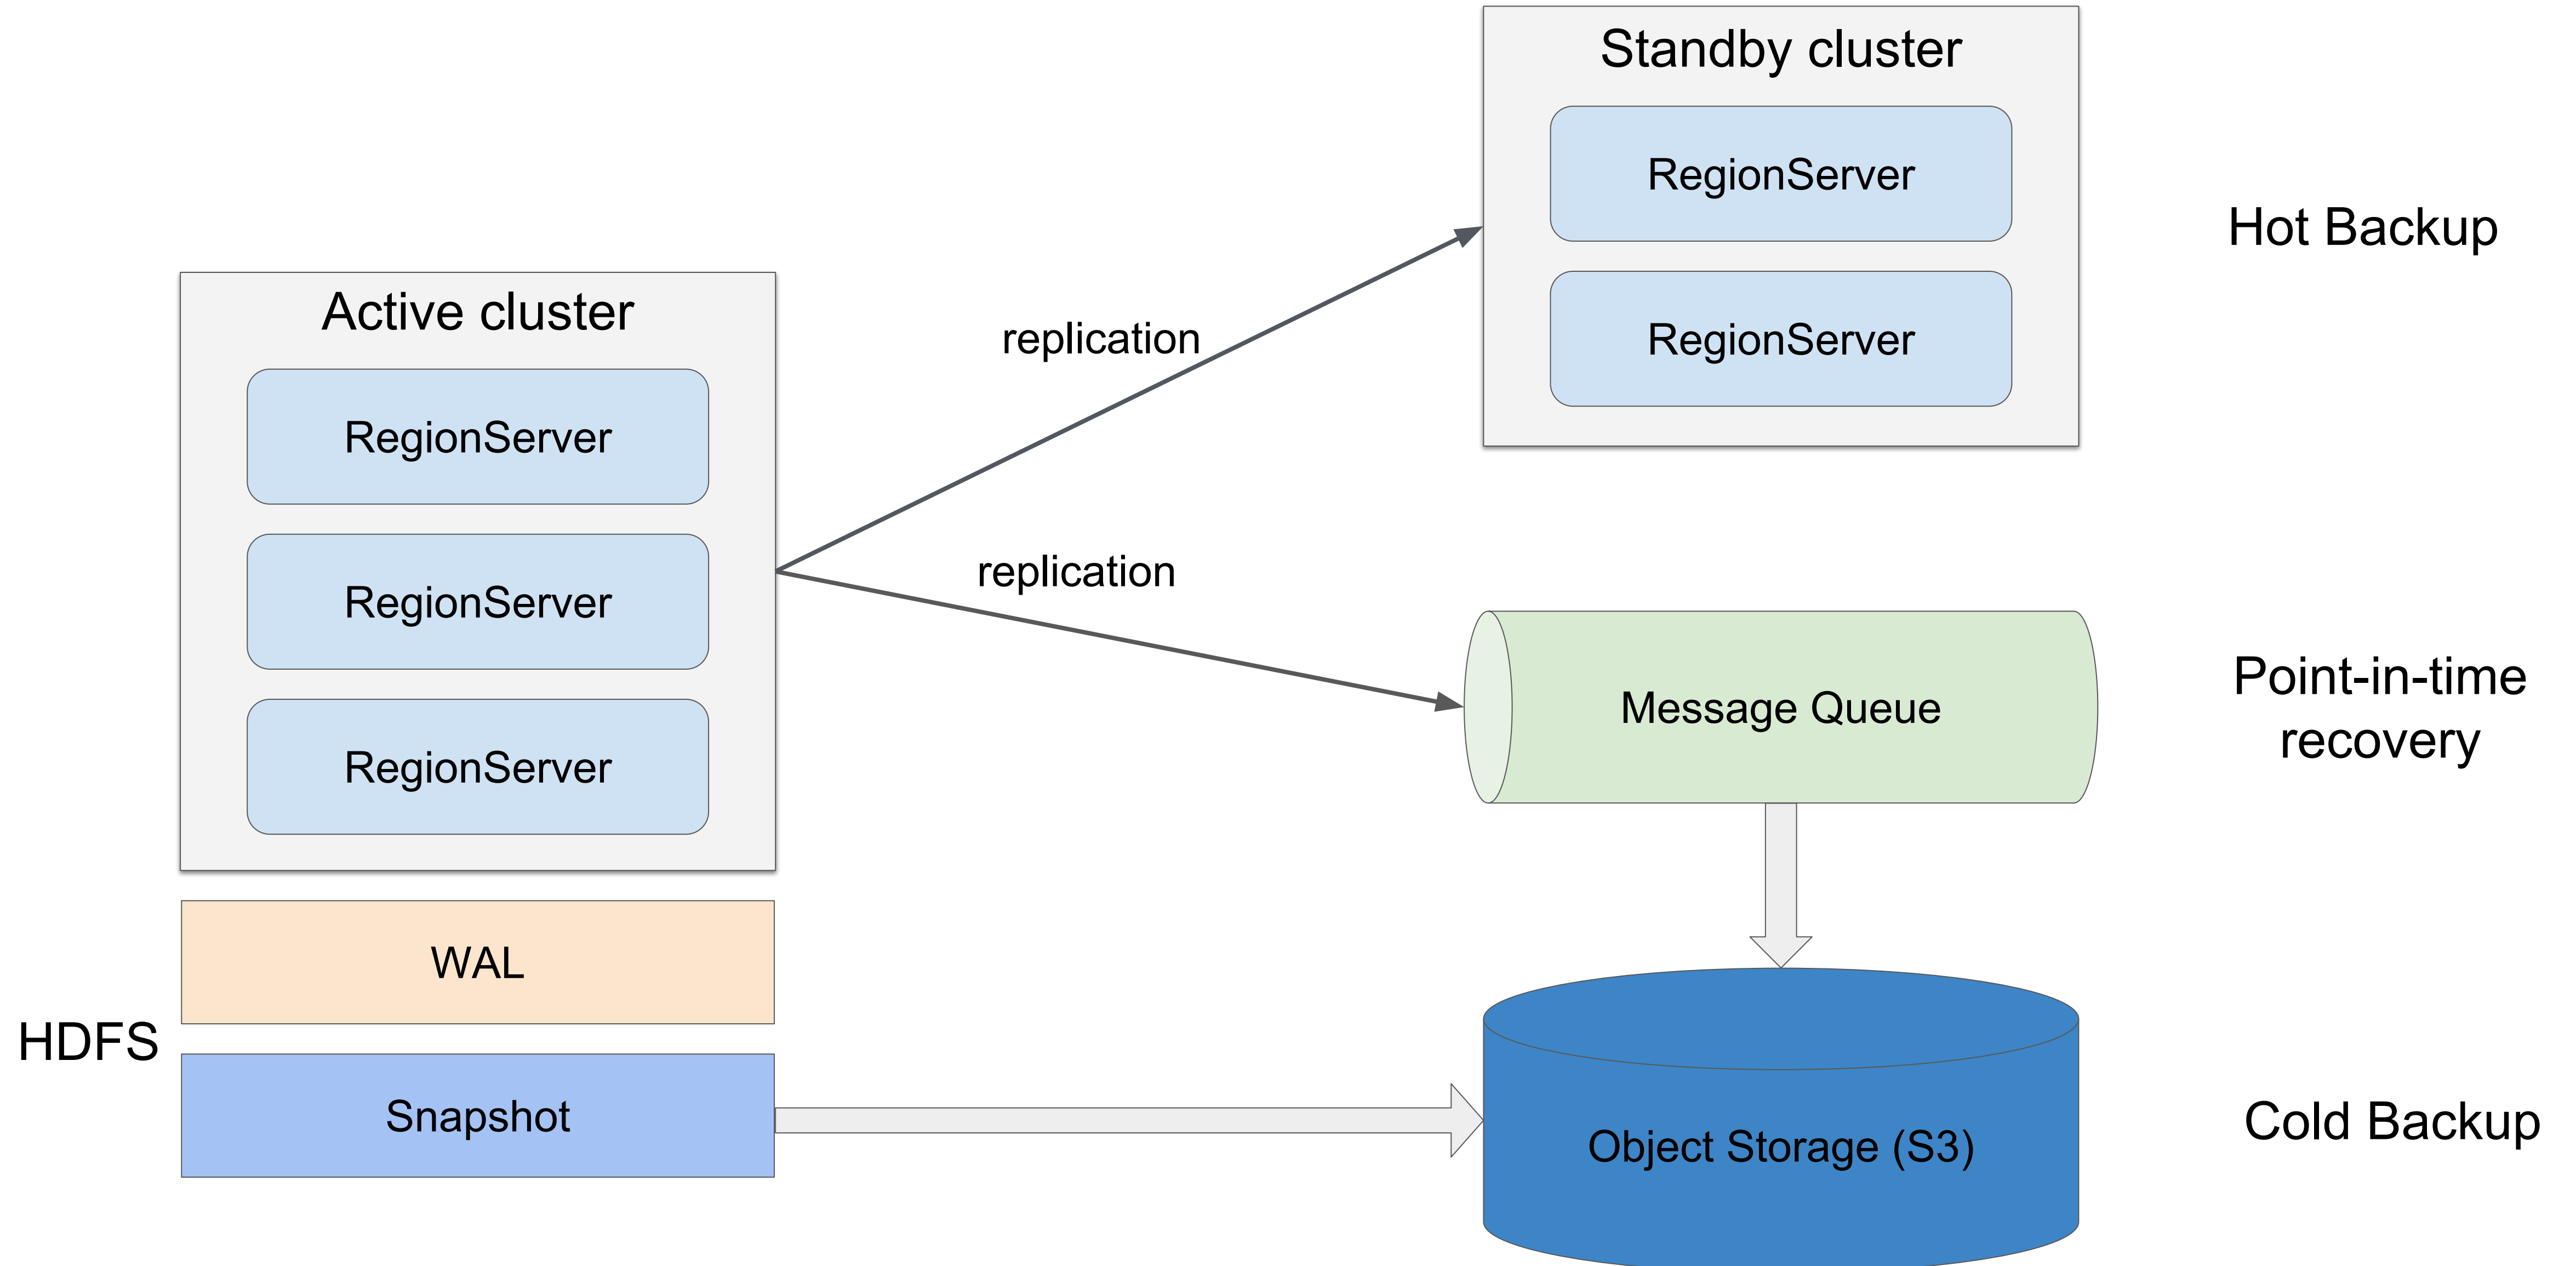 Standby cluster
RegionServer
RegionServer
Hot Backup
Active cluster
RegionServer
RegionServer
RegionServer
replication
replication
Message Queue
Point-in-time
recovery
WAL
HDFS
Snapshot
Object Storage (S3)
Cold Backup